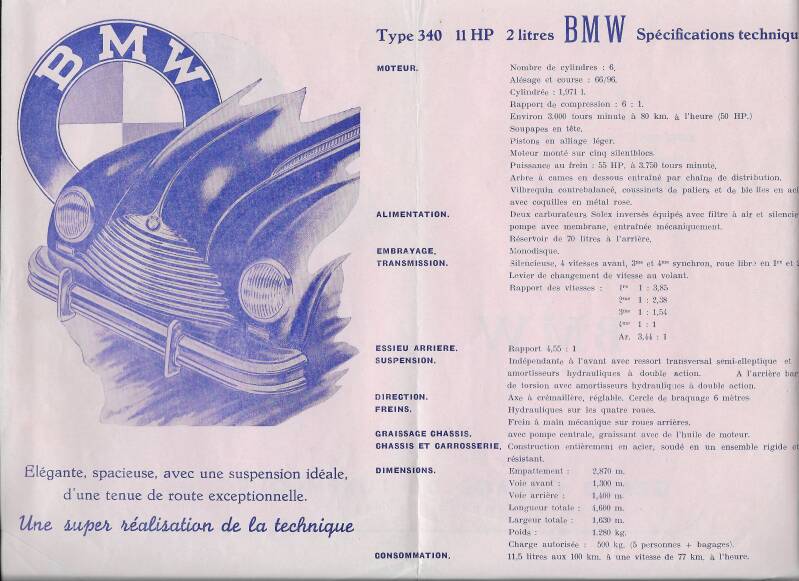 BMW
Elégante, spacieuse, avec une suspension idéale,
d'une tenue de route exceptionnelle.
Une super réalisation de la technique
Type 340 11 HP 2 litres BMW Spécifications techniqu
MOTEUR. Nombre de cylindres : 6.
Alésage et course : 66/96.
Cylindrée : 1,971 l.
Rapport de compression : 6 : 1.
Environ 3.000 tours minute à 80 km. à l'heure (50 HP.)
Soupapes en tête.
Pistons en alliage léger.
Moteur monté sur cinq silentblocs.
Puissance au frein : 55 HP. à 3.750 tours minute.
Arbre à cames en dessous entraîné par chaîne de distribution.
Vilbrequin contrebalancé, coussinets de paliers et de bielles en aci
avec coquilles en métal rose.
ALIMENTATION. Deux carburateurs Solex inversés équipés avec filtre à air et silencie
pompe avec membrane, entraînée mécaniquement.
Réservoir de 70 litres à l'arrière.
EMBRAYAGE. Monodisque.
TRANSMISSION. Silencieuse, 4 vitesses avant, 3me et 4me synchron, roue libre en 1re et 2
Levier de changement de vitesse au volant.
Rapport des vitesses : 1re 1 : 3,85
2me 1 : 2,38
3me 1 : 1,54
4me 1 : 1
Ar. 3,44 : 1
ESSIEU ARRIERE. Rapport 4,55 : 1
SUSPENSION. Indépendante à l'avant avec ressort transversal semi-elleptique et
amortisseurs hydrauliques à double action. A l'arrière bar
de torsion avec amortisseurs hydrauliques à double action.
DIRECTION. Axe à crémaillère, réglable. Cercle de braquage 6 mètres
FREINS. Hydrauliques sur les quatre roues.
Frein à main mécanique sur roues arrières.
GRAISSAGE CHASSIS. avec pompe centrale, graissant avec de l'huile de moteur.
CHASSIS ET CARROSSERIE. Construction entièrement en acier, soudé en un ensemble rigide et
résistant.
DIMENSIONS. Empattement : 2,870 m.
Voie avant : 1,300 m.
Voie arrière : 1,400 m.
Longueur totale : 4,600 m.
Largeur totale : 1,630 m.
Poids : 1.280 kg.
Charge autorisée : 500 kg. (5 personnes + bagages).
CONSOMMATION. 11,5 litres aux 100 km. à une vitesse de 77 km. à l'heure.